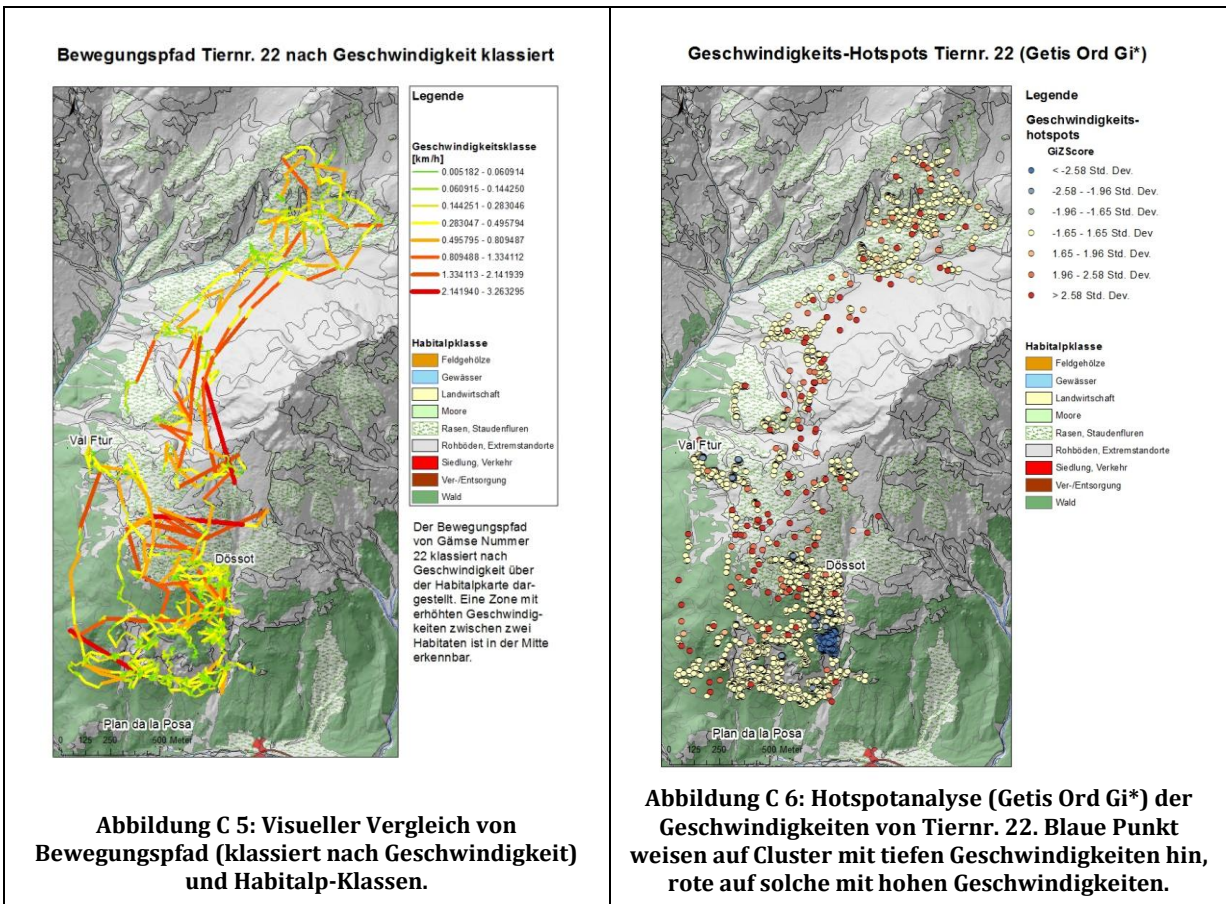 Bewegungspfad Tiernr. 22 nach Geschwindigkeit klassiert
Legende
Geschwindigkeitsklasse
[km/h]
0.005182 - 0.060914
0.060915 - 0.144250
0.144251 - 0.283046
0.283047 - 0.495794
0.495795 - 0.809487
0.809488 - 1.334112
1.334113 - 2.141939
2.141940 - 3.263295
Habitalpklasse
Feldgehölze
Gewässer
Landwirtschaft
Moore
Rasen, Staudenfluren
Rohböden, Extremstandorte
Siedlung, Verkehr
Ver-/Entsorgung
Wald
Der Bewegungspfad
von Gämse Nummer
22 klassiert nach
Geschwindigkeit über
der Habitalpkarte dar-
gestellt. Eine Zone mit
erhöhten Geschwindig-
keiten zwischen zwei
Habitaten ist in der Mitte
erkennbar.
Val Ftur
Dössot
Plan da la Posa
0 125 250 500 Meter
Abbildung C 5: Visueller Vergleich von
Bewegungspfad (klassiert nach Geschwindigkeit)
und Habitalp-Klassen.
Geschwindigkeits-Hotspots Tiernr. 22 (Getis Ord Gi*)
Legende
Geschwindigkeits-
hotspots
GiZScore
< -2.58 Std. Dev.
-2.58 - -1.96 Std. Dev.
-1.96 - -1.65 Std. Dev.
-1.65 - 1.65 Std. Dev
1.65 - 1.96 Std. Dev.
1.96 - 2.58 Std. Dev.
> 2.58 Std. Dev.
Habitalpklasse
Feldgehölze
Gewässer
Landwirtschaft
Moore
Rasen, Staudenfluren
Rohböden, Extremstandorte
Siedlung, Verkehr
Ver-/Entsorgung
Wald
Val Ftur
Dössot
Plan da la Posa
0 125 250 500 Meter
Abbildung C 6: Hotspotanalyse (Getis Ord Gi*) der
Geschwindigkeiten von Tiernr. 22. Blaue Punkt
weisen auf Cluster mit tiefen Geschwindigkeiten hin,
rote auf solche mit hohen Geschwindigkeiten.